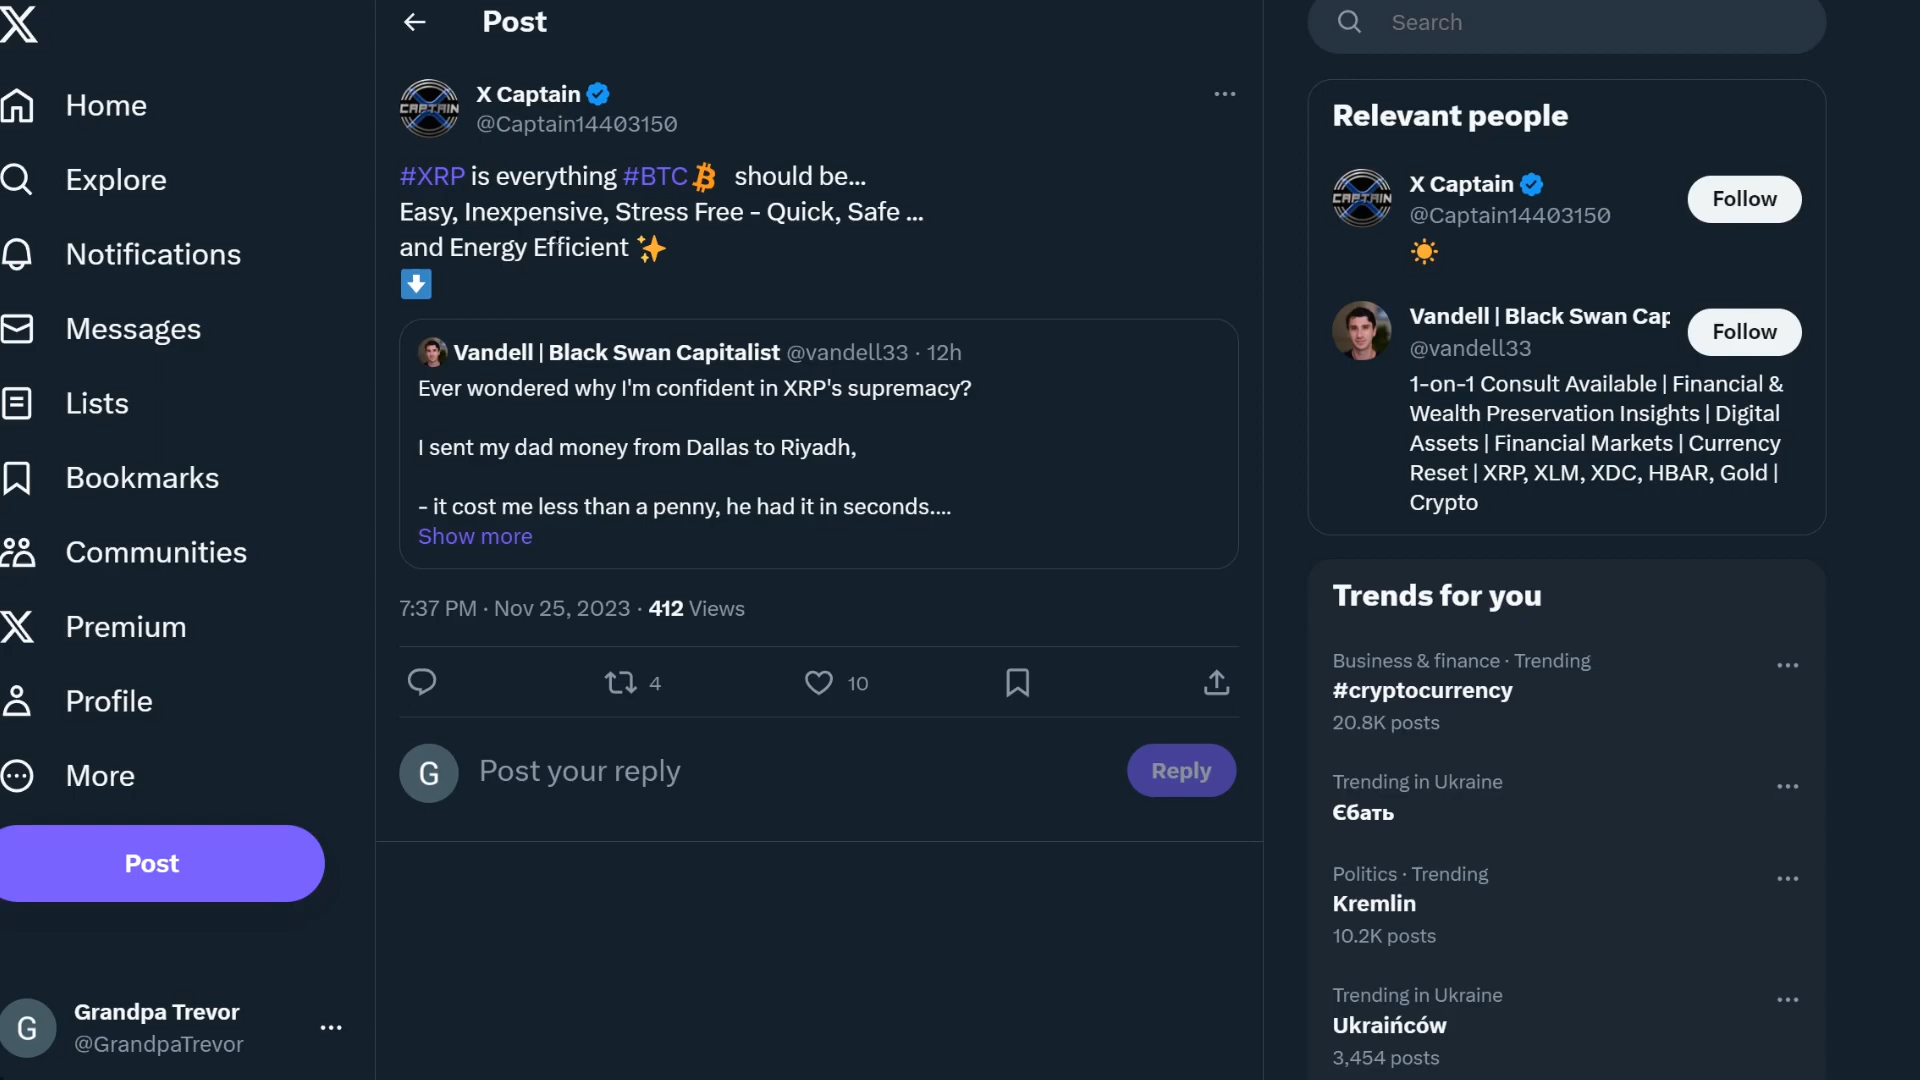 Home
Explore
Notifications
Messages
Lists
Bookmarks
Communities
Premium
Profile
More
Post
Grandpa Trevor
@GrandpaTrevor
G
Post
CAPTAIN
X Captain
@Captain14403150
#XRP is everything #BTC should be...
Easy, Inexpensive, Stress Free - Quick, Safe ...
and Energy Efficient ✨
⬇️
Vandell | Black Swan Capitalist @vandell33 · 12h
Ever wondered why I'm confident in XRP's supremacy?
I sent my dad money from Dallas to Riyadh,
- it cost me less than a penny, he had it in seconds....
Show more
7:37 PM · Nov 25, 2023 · 412 Views
4
10
G
Post your reply
Reply
Search
Relevant people
CAPTAIN
X Captain
@Captain14403150
Follow
☀️
Vandell | Black Swan Cap
@vandell33
Follow
1-on-1 Consult Available | Financial &
Wealth Preservation Insights | Digital
Assets | Financial Markets | Currency
Reset | XRP, XLM, XDC, HBAR, Gold |
Crypto
Trends for you
Business & finance · Trending
#cryptocurrency
20.8K posts
Trending in Ukraine
Єбать
Politics · Trending
Kremlin
10.2K posts
Trending in Ukraine
Ukraińców
3,454 posts